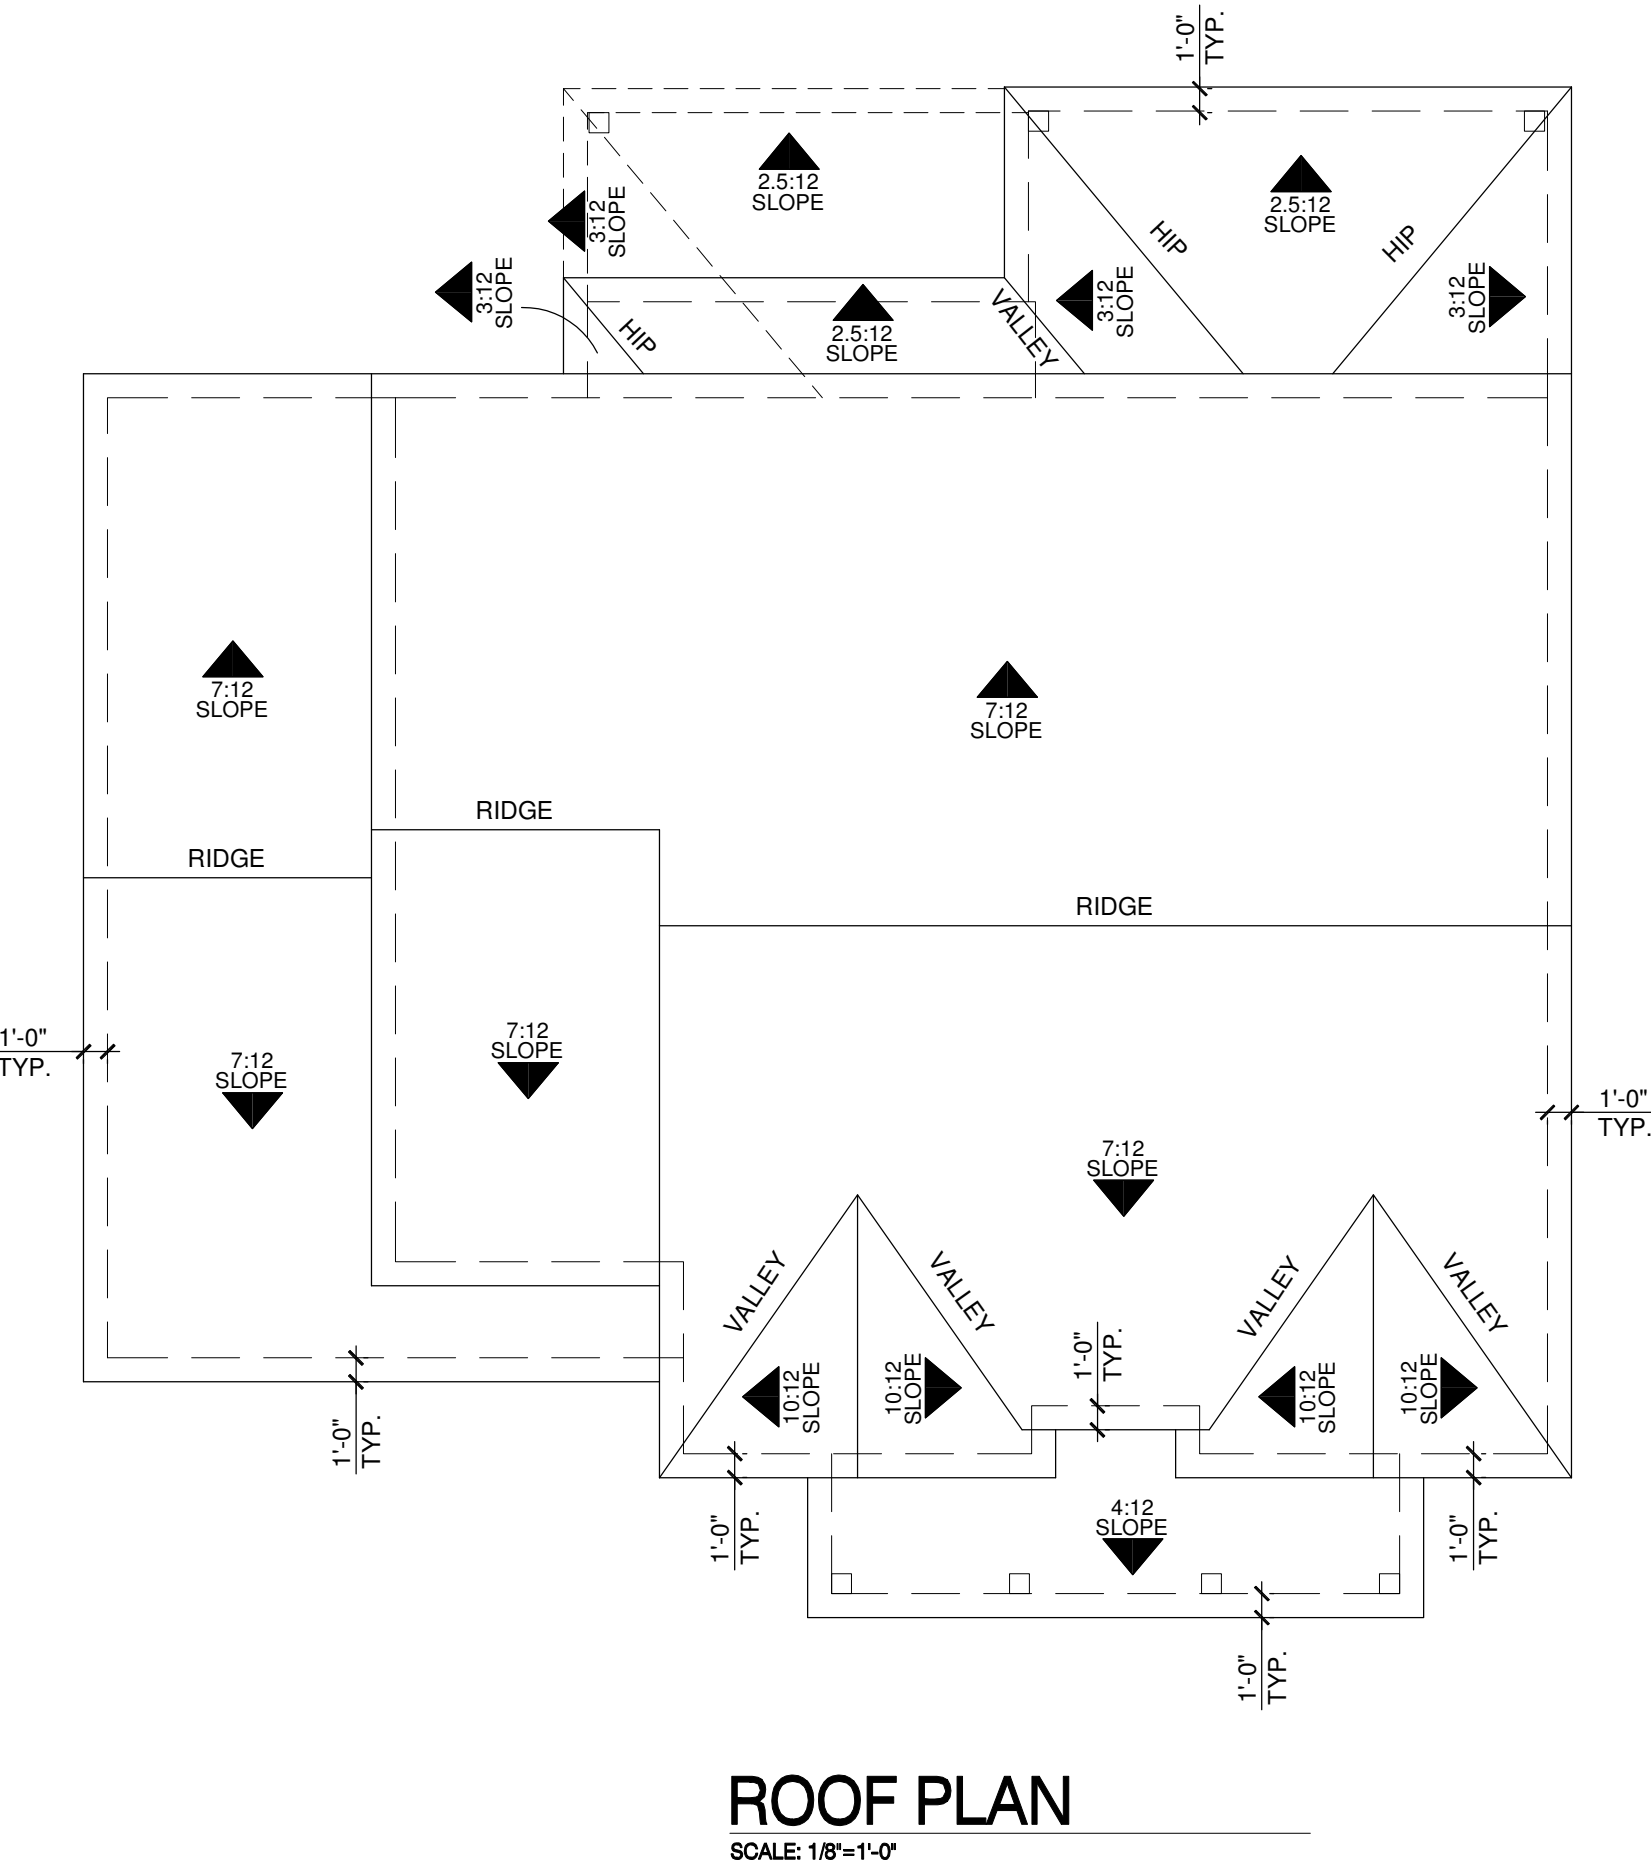 1'-0"
TYP.
2.5:12
SLOPE
2.5:12
SLOPE
3:12
SLOPE
3:12
SLOPE
HIP
HIP
3:12
SLOPE
3:12
SLOPE
HIP
2.5:12
SLOPE
VALLEY
7:12
SLOPE
7:12
SLOPE
RIDGE
RIDGE
RIDGE
1'-0"
TYP.
7:12
SLOPE
7:12
SLOPE
1'-0"
TYP.
7:12
SLOPE
VALLEY
VALLEY
VALLEY
VALLEY
1'-0"
TYP.
10:12
SLOPE
10:12
SLOPE
10:12
SLOPE
10:12
SLOPE
1'-0"
TYP.
1'-0"
TYP.
4:12
SLOPE
1'-0"
TYP.
1'-0"
TYP.
ROOF PLAN
SCALE: 1/8"=1'-0"